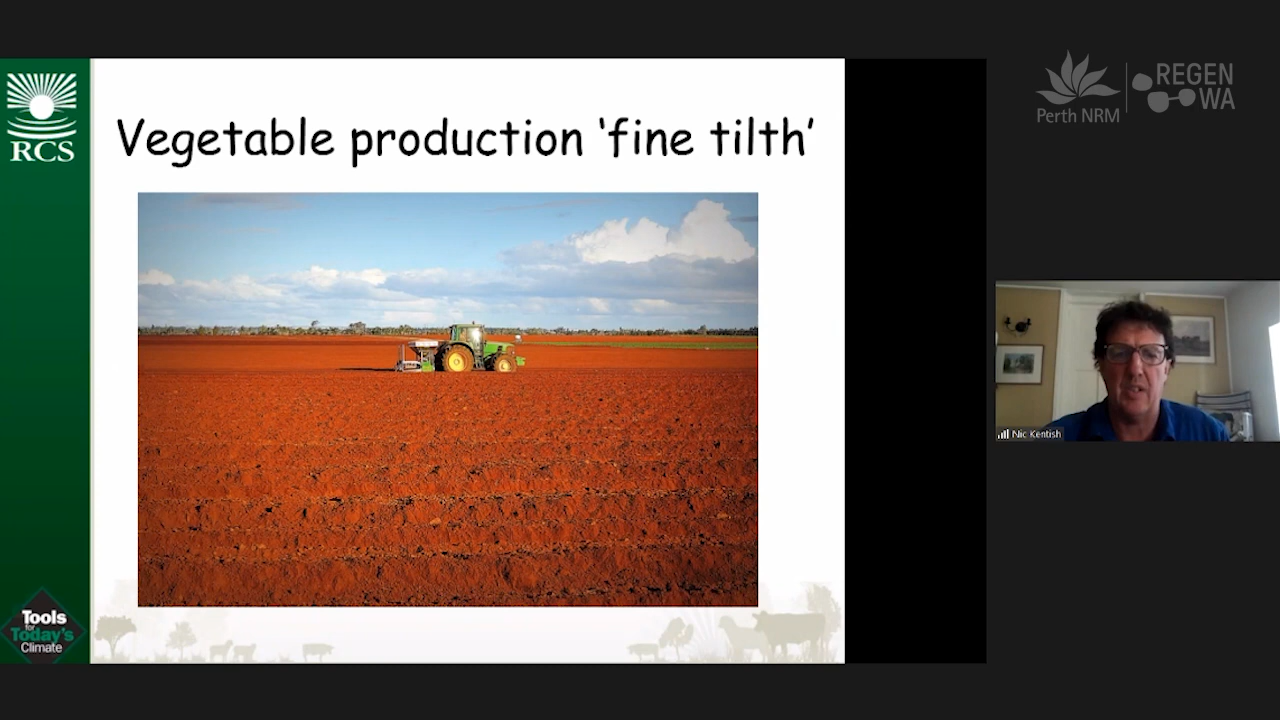 RCS
Vegetable production ‘fine tilth’
REGEN
WA
Perth NRM
Nic Kentish
Tools
for
Today's
Climate